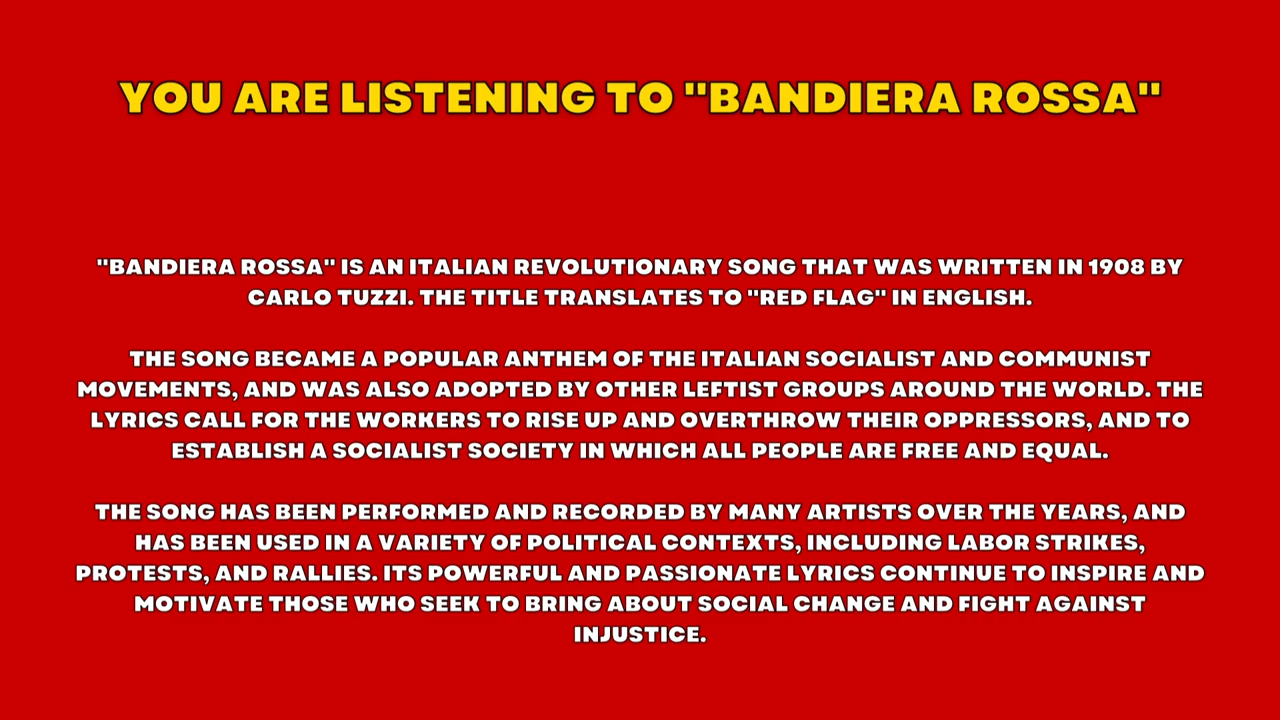 YOU ARE LISTENING TO "BANDIERA ROSSA"
"BANDIERA ROSSA" IS AN ITALIAN REVOLUTIONARY SONG THAT WAS WRITTEN IN 1908 BY
CARLO TUZZI. THE TITLE TRANSLATES TO "RED FLAG" IN ENGLISH.
THE SONG BECAME A POPULAR ANTHEM OF THE ITALIAN SOCIALIST AND COMMUNIST
MOVEMENTS, AND WAS ALSO ADOPTED BY OTHER LEFTIST GROUPS AROUND THE WORLD. THE
LYRICS CALL FOR THE WORKERS TO RISE UP AND OVERTHROW THEIR OPPRESSORS, AND TO
ESTABLISH A SOCIALIST SOCIETY IN WHICH ALL PEOPLE ARE FREE AND EQUAL.
THE SONG HAS BEEN PERFORMED AND RECORDED BY MANY ARTISTS OVER THE YEARS, AND
HAS BEEN USED IN A VARIETY OF POLITICAL CONTEXTS, INCLUDING LABOR STRIKES,
PROTESTS, AND RALLIES. ITS POWERFUL AND PASSIONATE LYRICS CONTINUE TO INSPIRE AND
MOTIVATE THOSE WHO SEEK TO BRING ABOUT SOCIAL CHANGE AND FIGHT AGAINST
INJUSTICE.